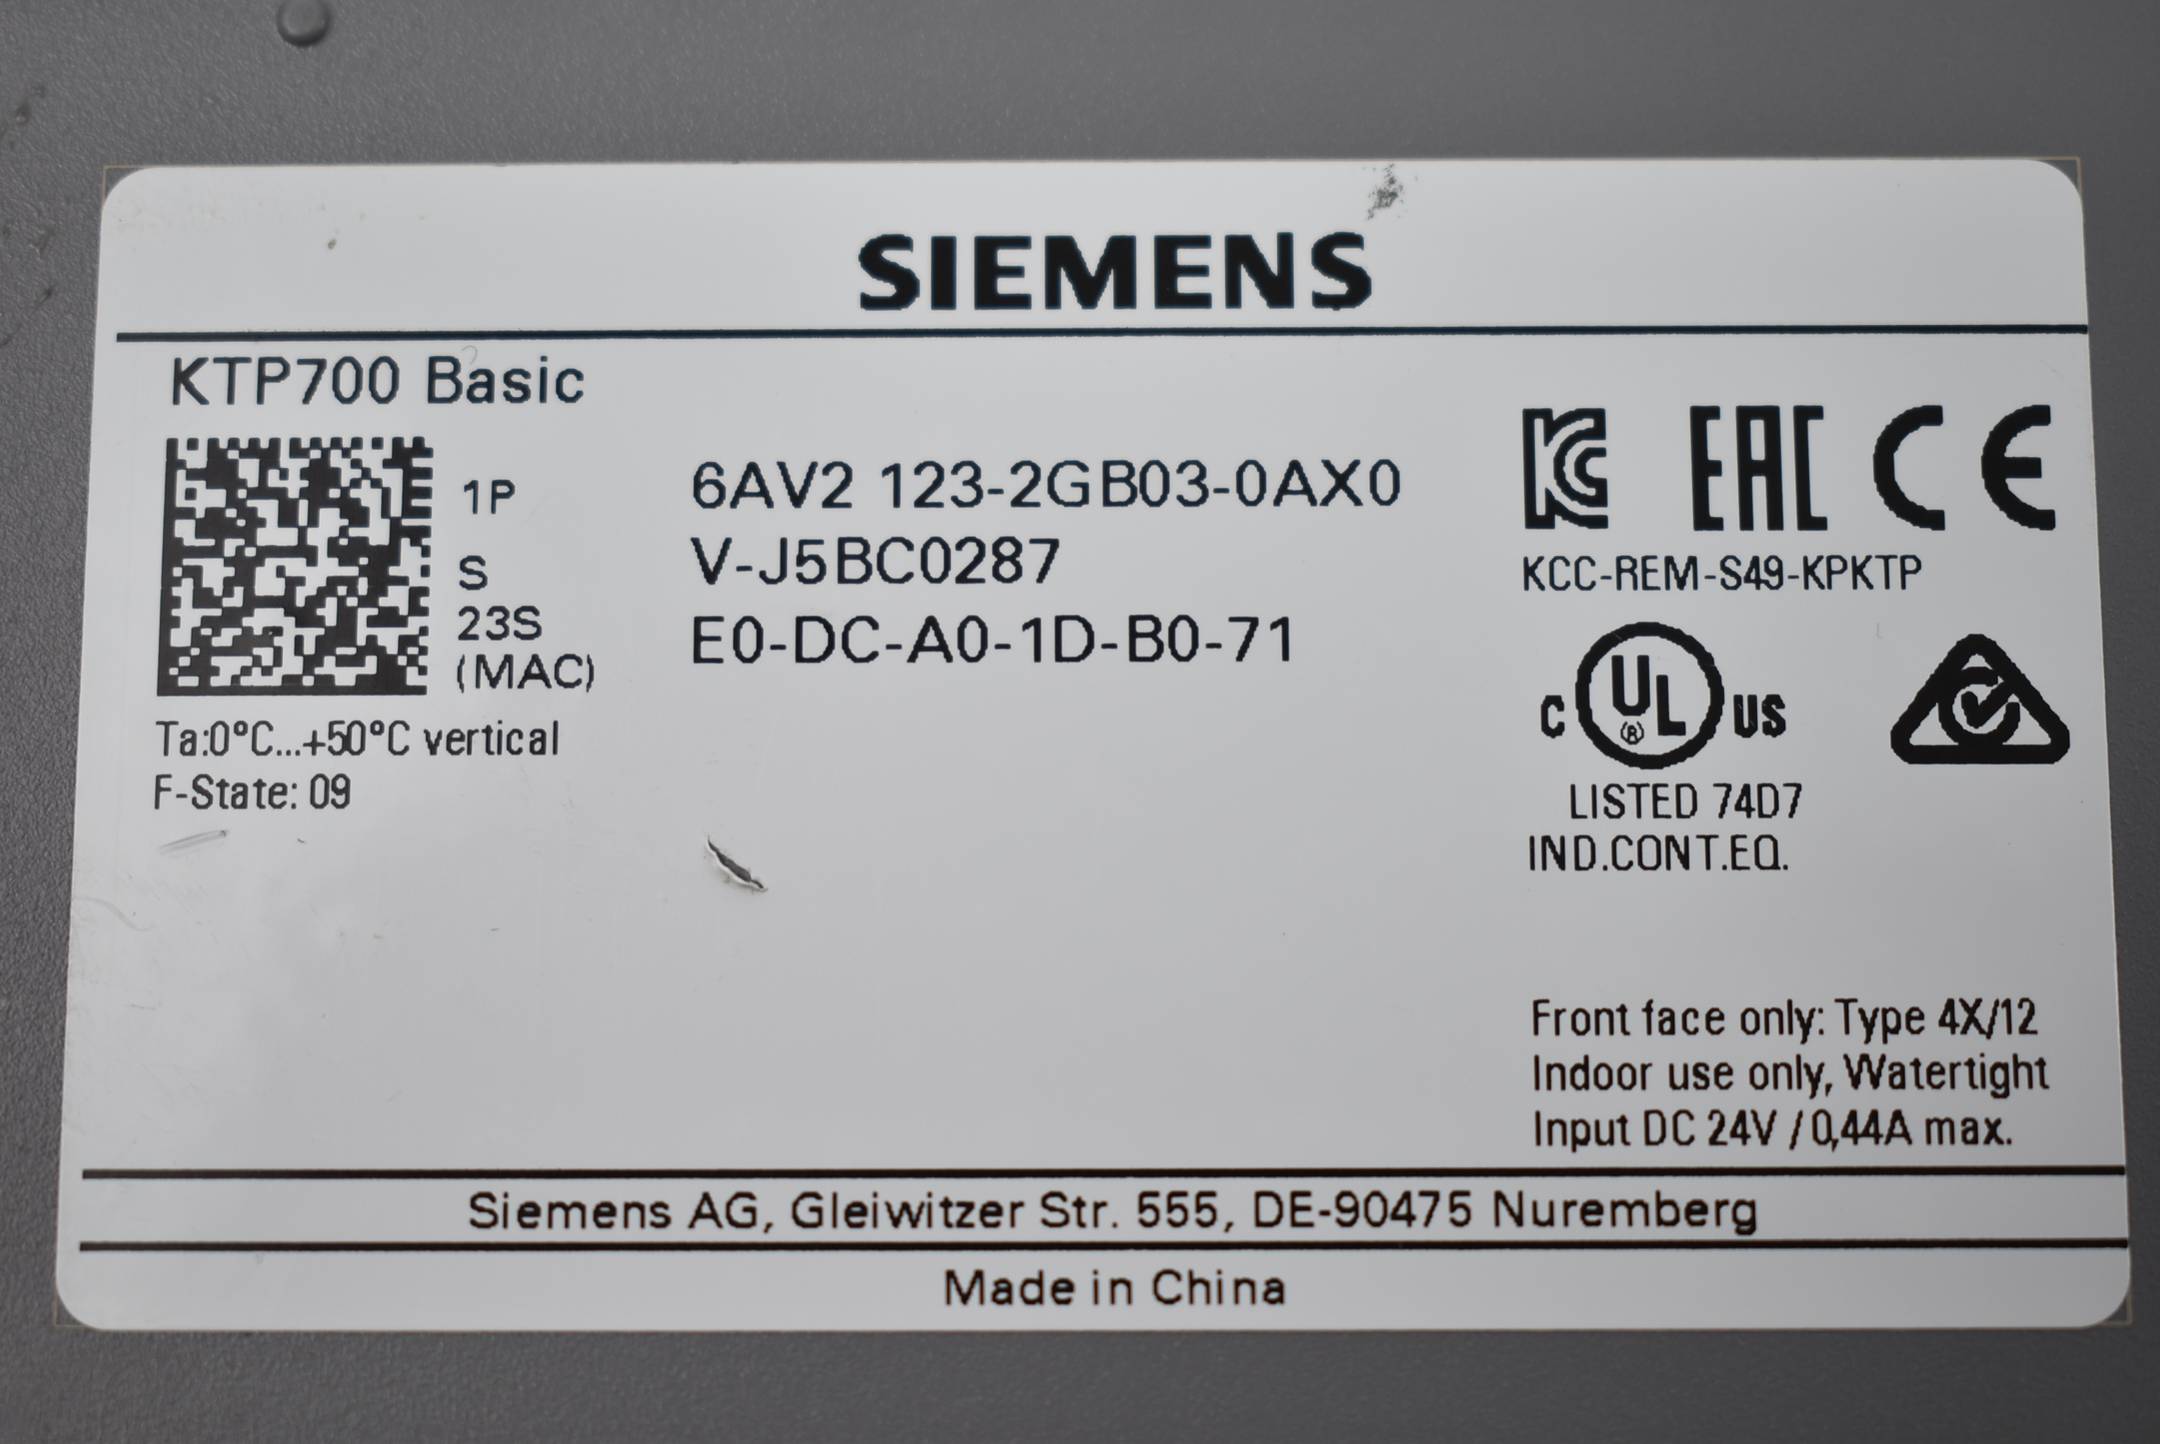 SIEMENS
KTP700 Basic
1P 6AV2 123-2GB03-0AX0
S V-J5BC0287
23S E0-DC-A0-1D-B0-71
(MAC)
Ta:0°C...+50°C vertical
F-State: 09
EAC CE
KCC-REM-S49-KPKTP
C UL US
(R)
LISTED 74D7
IND.CONT.EQ.
Front face only: Type 4X/12
Indoor use only, Watertight
Input DC 24V / 0,44A max.
Siemens AG, Gleiwitzer Str. 555, DE-90475 Nuremberg
Made in China